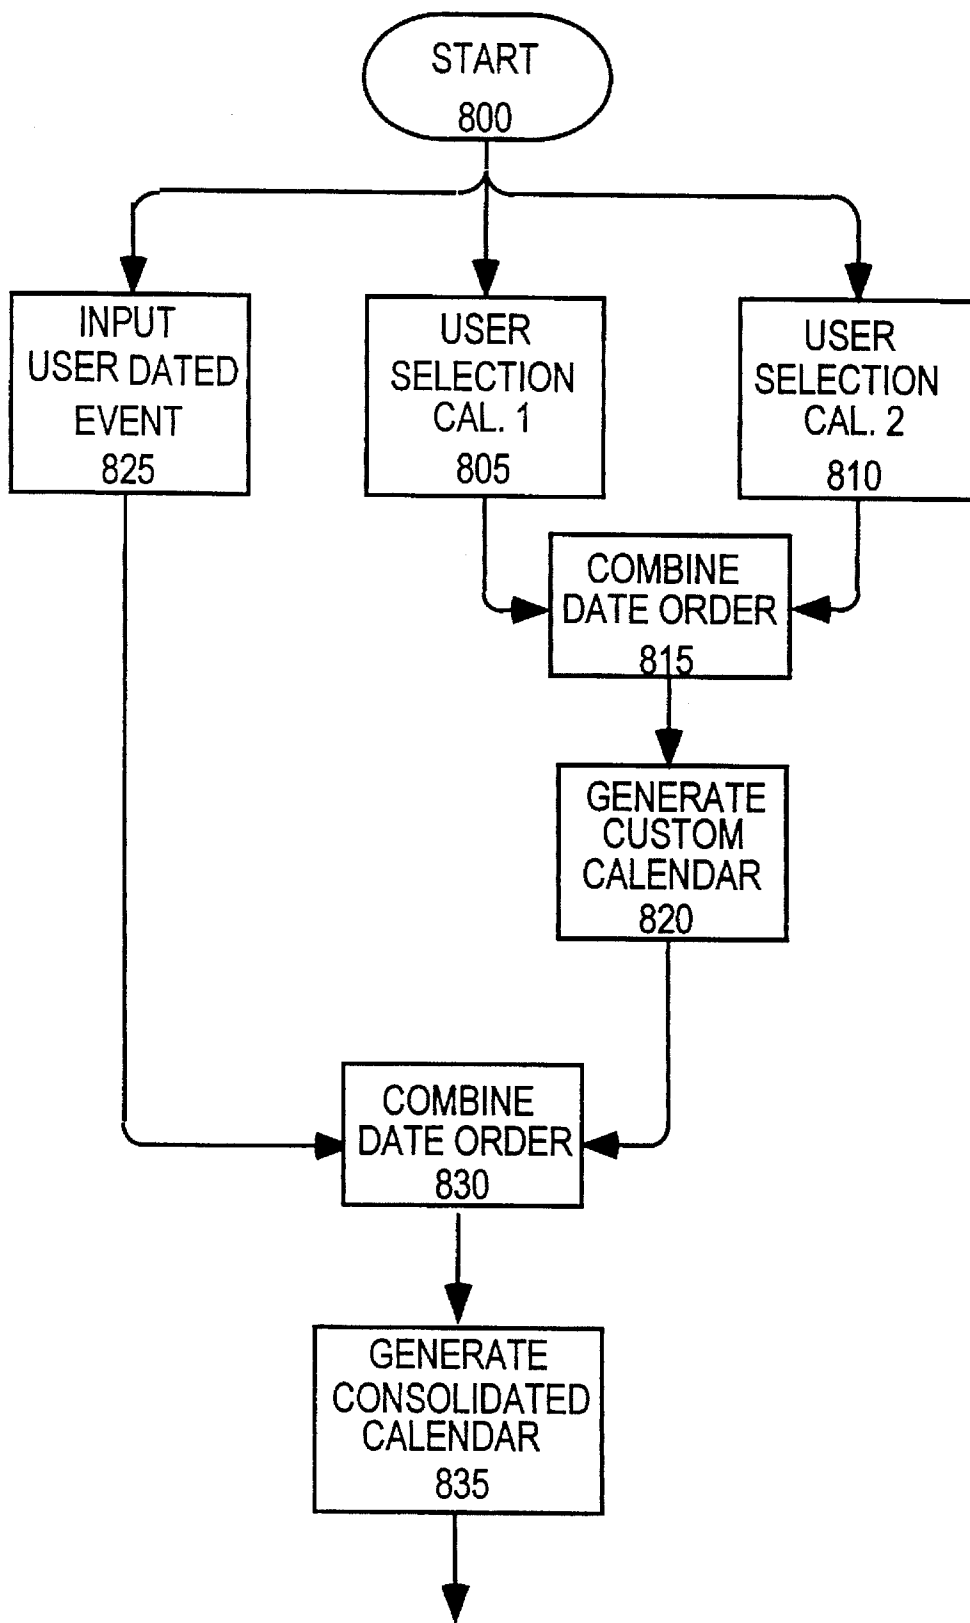 START
800
INPUT
USER DATED
EVENT
825
USER
SELECTION
CAL. 1
805
USER
SELECTION
CAL. 2
810
COMBINE
DATE ORDER
815
GENERATE
CUSTOM
CALENDAR
820
COMBINE
DATE ORDER
830
GENERATE
CONSOLIDATED
CALENDAR
835